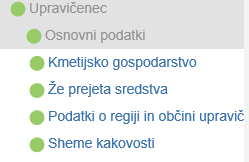 Upravičenec
Osnovni podatki
Kmetijsko gospodarstvo
Že prejeta sredstva
Podatki o regiji in občini upravič
Sheme kakovosti